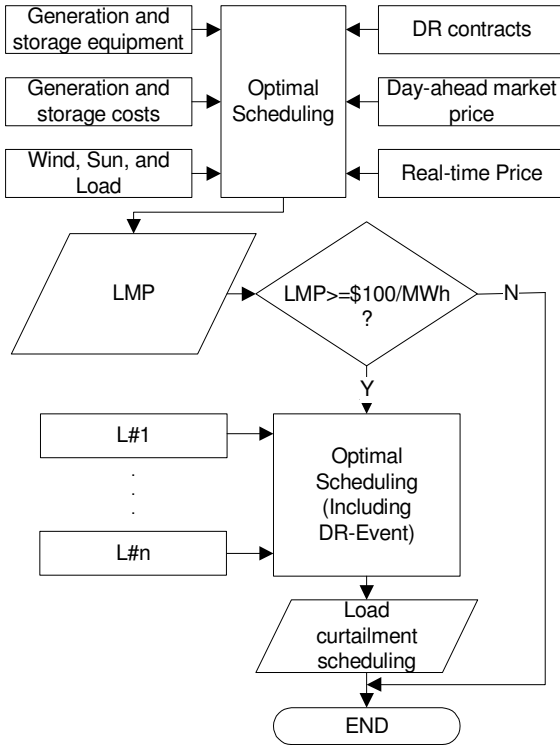 Generation and
storage equipment
Generation and
storage costs
Wind, Sun, and
Load
Optimal
Scheduling
DR contracts
Day-ahead market
price
Real-time Price
LMP
LMP>=$100/MWh
?
N
Y
L#1
.
.
.
L#n
Optimal
Scheduling
(Including
DR-Event)
Load
curtailment
scheduling
END